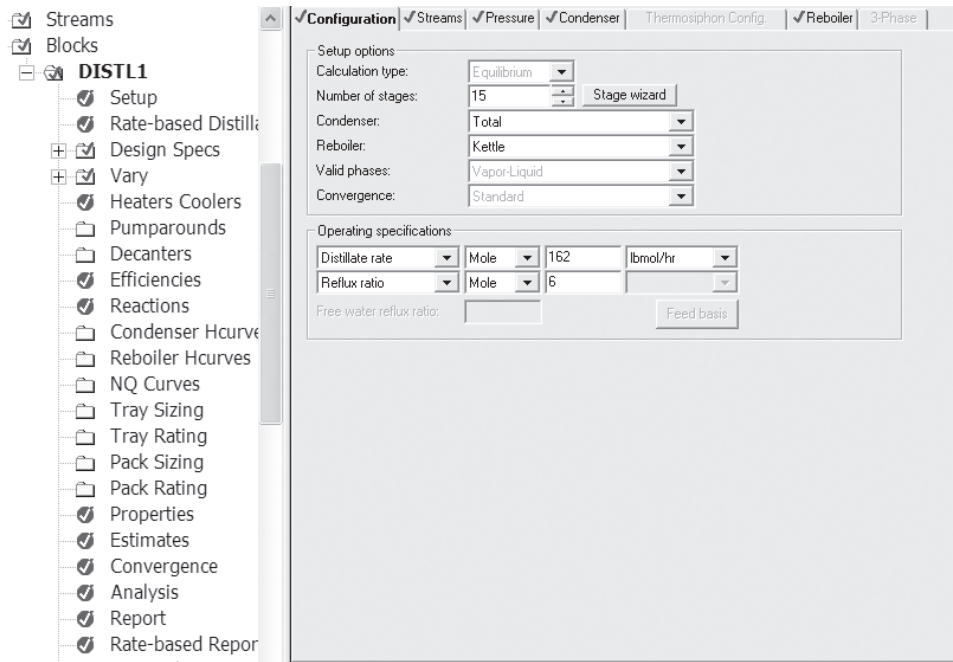 Streams
Blocks
DISTL1
Setup
Rate-based Distilla
Design Specs
Vary
Heaters Coolers
Pumparounds
Decanters
Efficiencies
Reactions
Condenser Hcurve
Reboiler Hcurves
NQ Curves
Tray Sizing
Tray Rating
Pack Sizing
Pack Rating
Properties
Estimates
Convergence
Analysis
Report
Rate-based Repor
Configuration Streams Pressure Condenser Thermosiphon Config. Reboiler 3-Phase
Setup options
Calculation type: Equilibrium
Number of stages: 15 Stage wizard
Condenser: Total
Reboiler: Kettle
Valid phases: Vapor-Liquid
Convergence: Standard
Operating specifications
Distillate rate Mole 162 lbmol/hr
Reflux ratio Mole 6
Free water reflux ratio: Feed basis